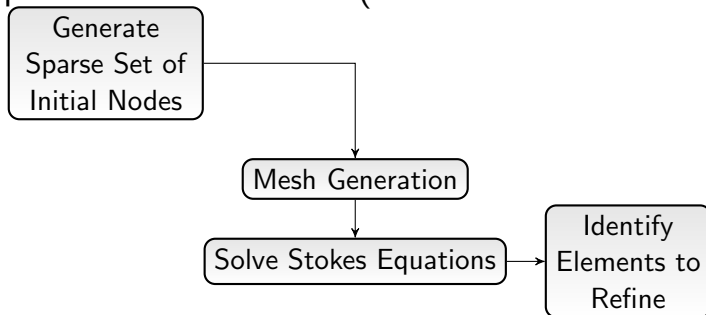 Generate
Sparse Set of
Initial Nodes
Mesh Generation
Solve Stokes Equations
Identify
Elements to
Refine